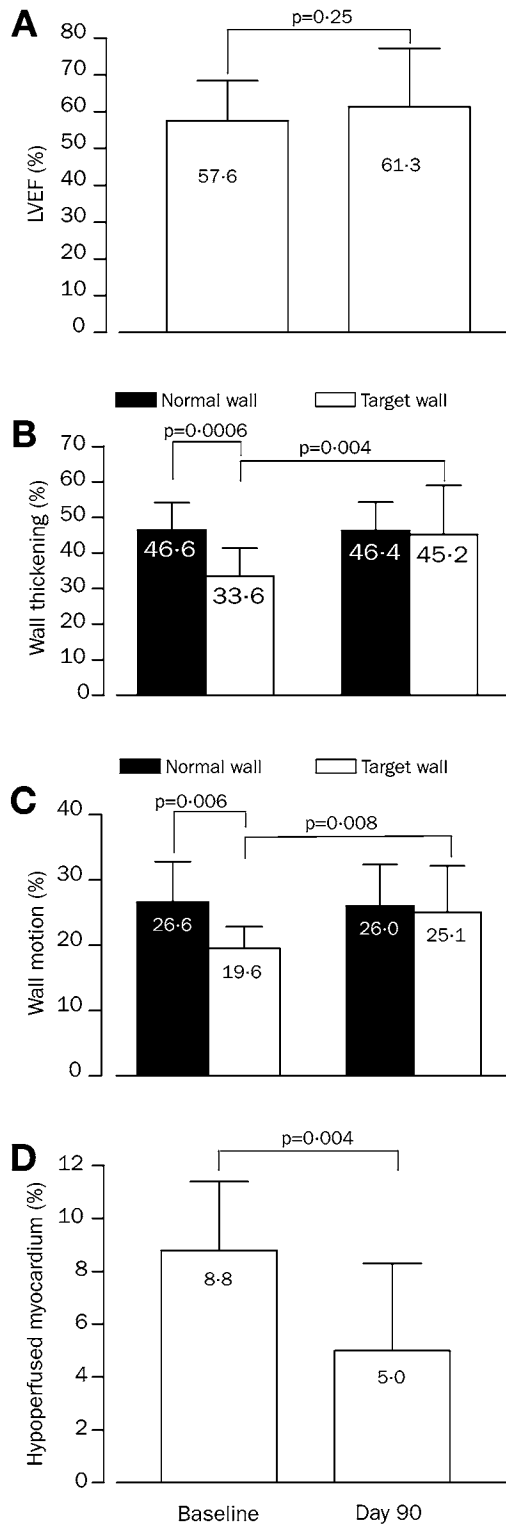 A
p=0·25
80
70
60
50
40
30
20
10
0
LVEF (%)
57·6
61·3
Normal wall
Target wall
B
p=0·0006
p=0·004
70
60
50
40
30
20
10
0
Wall thickening (%)
46·6
33·6
46·4
45·2
Normal wall
Target wall
C
p=0·006
p=0·008
40
30
20
10
0
Wall motion (%)
26·6
19·6
26·0
25·1
D
p=0·004
12
10
8
6
4
2
0
Hypoperfused myocardium (%)
8·8
5·0
Baseline
Day 90